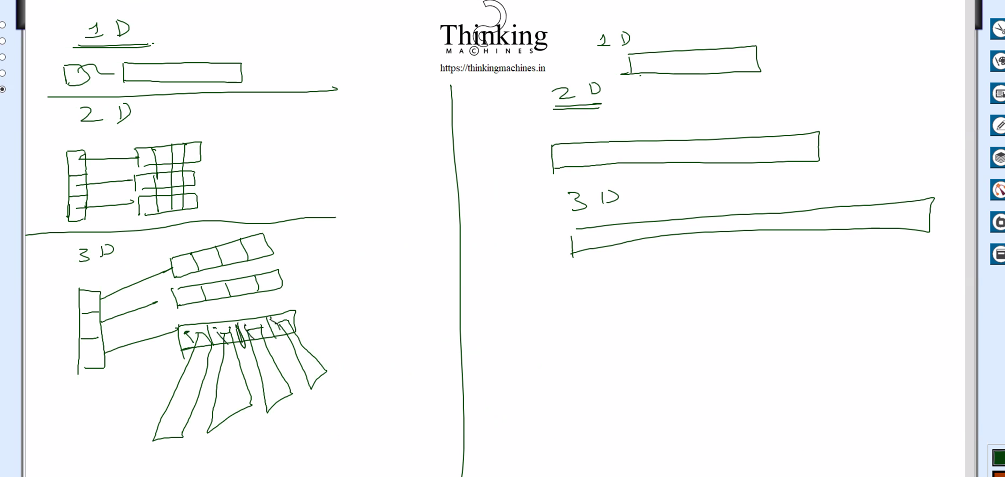 1 D
2 D
3 D
Thinking
MACHINES
https://thinkingmachines.in
1 D
2 D
3 D